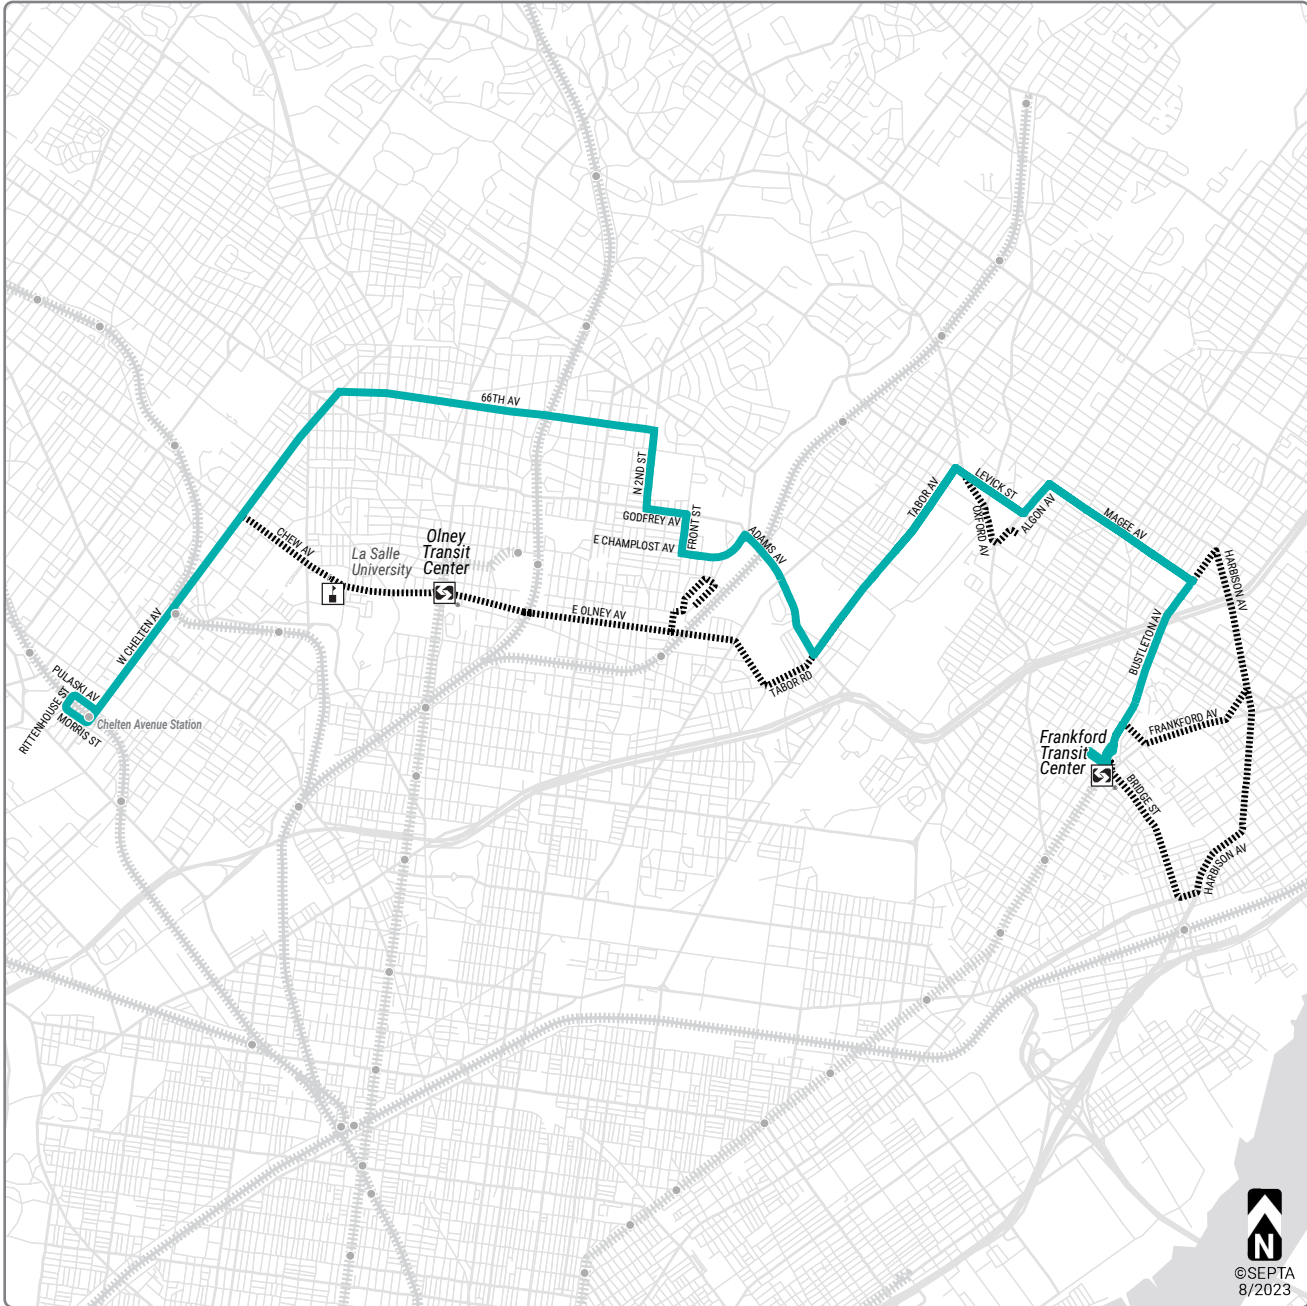 66TH AV
N 2ND ST
GODFREY AV
FRONT ST
E CHAMPLOST AV
ADAMS AV
TABOR AV
LEVICK ST
OXFORD AV
ALGON AV
MAGEE AV
HARBISON AV
CHEW AV
La Salle
University
Olney
Transit
Center
E OLNEY AV
TABOR RD
W CHELTEN AV
BUSTLETON AV
PULASKI AV
RITTENHOUSE ST
MORRIS ST
Chelten Avenue Station
FRANKFORD AV
Frankford
Transit
Center
BRIDGE ST
HARBISON AV
N
©SEPTA
8/2023